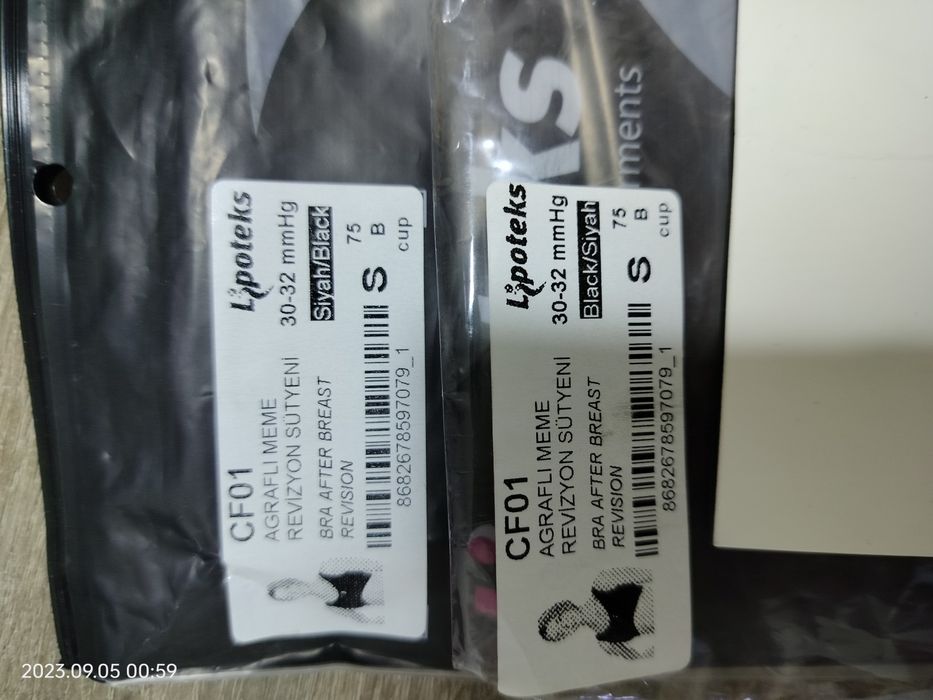 CF01
Lipoteks
AGRAFLI MEME
REVİZYON SÜTYENİ
30-32 mmHg
BRA AFTER BREAST
REVISION
Siyah/Black
S
75
B
cup
8682678597079_1
CF01
Lipoteks
AGRAFLI MEME
REVİZYON SÜTYENİ
30-32 mmHg
BRA AFTER BREAST
REVISION
Black/Siyah
S
75
B
cup
8682678597079_1
ks
ments
2023.09.05 00:59